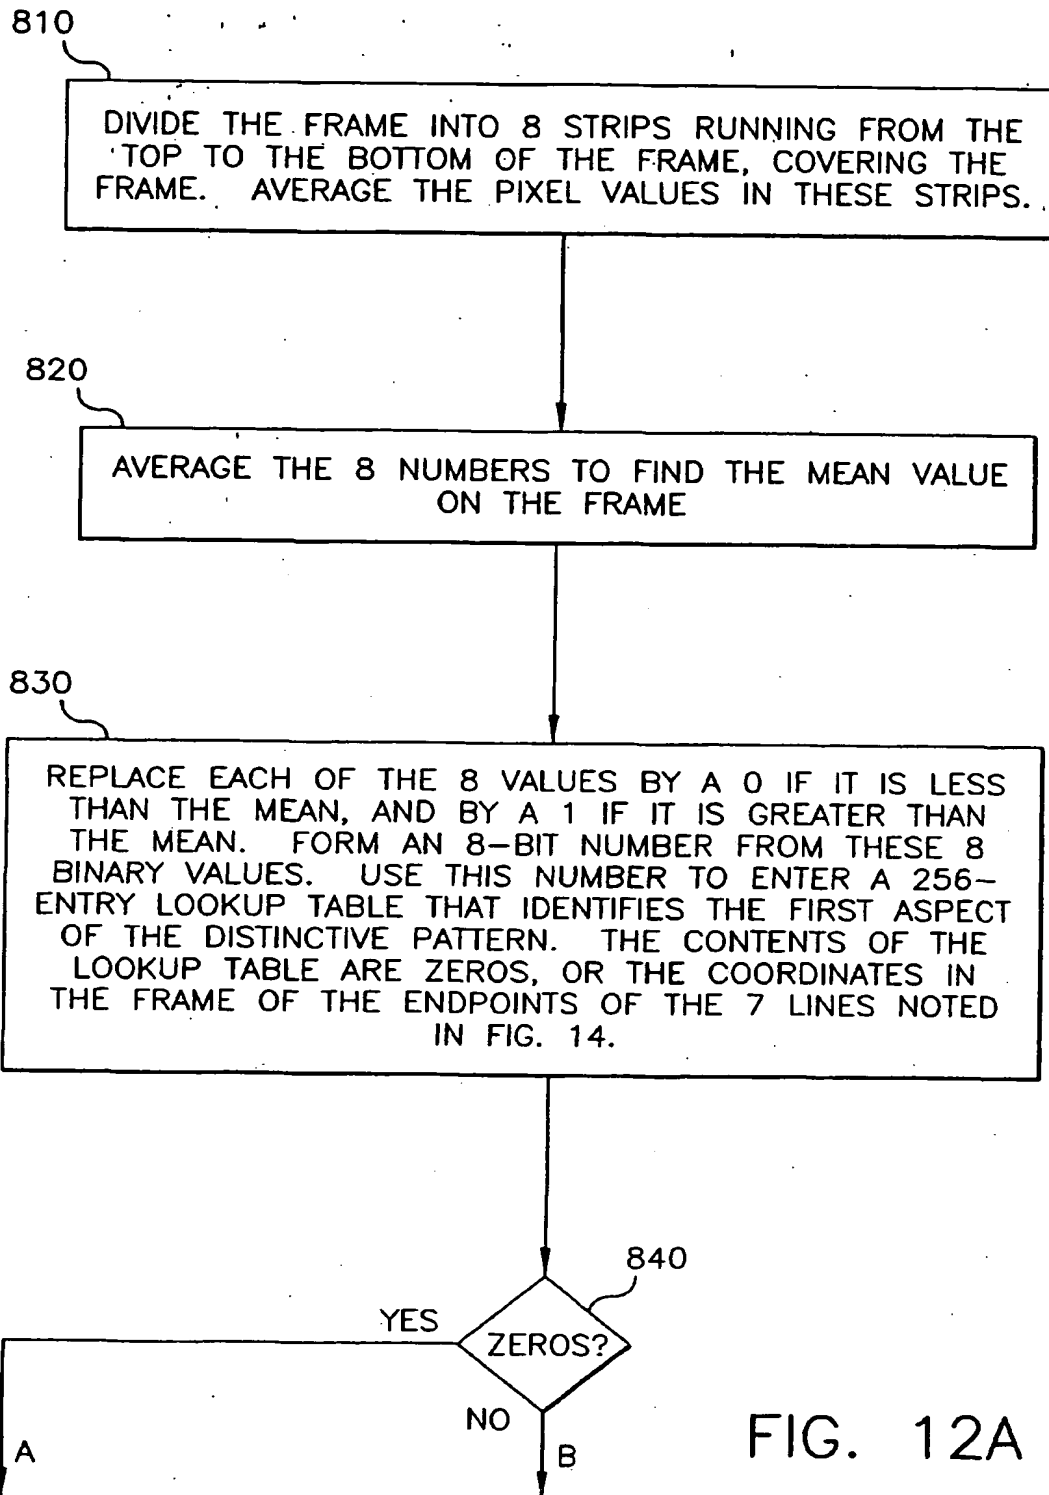 810
DIVIDE THE FRAME INTO 8 STRIPS RUNNING FROM THE
TOP TO THE BOTTOM OF THE FRAME, COVERING THE
FRAME. AVERAGE THE PIXEL VALUES IN THESE STRIPS.
820
AVERAGE THE 8 NUMBERS TO FIND THE MEAN VALUE
ON THE FRAME
830
REPLACE EACH OF THE 8 VALUES BY A 0 IF IT IS LESS
THAN THE MEAN, AND BY A 1 IF IT IS GREATER THAN
THE MEAN. FORM AN 8-BIT NUMBER FROM THESE 8
BINARY VALUES. USE THIS NUMBER TO ENTER A 256-
ENTRY LOOKUP TABLE THAT IDENTIFIES THE FIRST ASPECT
OF THE DISTINCTIVE PATTERN. THE CONTENTS OF THE
LOOKUP TABLE ARE ZEROS, OR THE COORDINATES IN
THE FRAME OF THE ENDPOINTS OF THE 7 LINES NOTED
IN FIG. 14.
840
YES
ZEROS?
NO
A
B
FIG. 12A